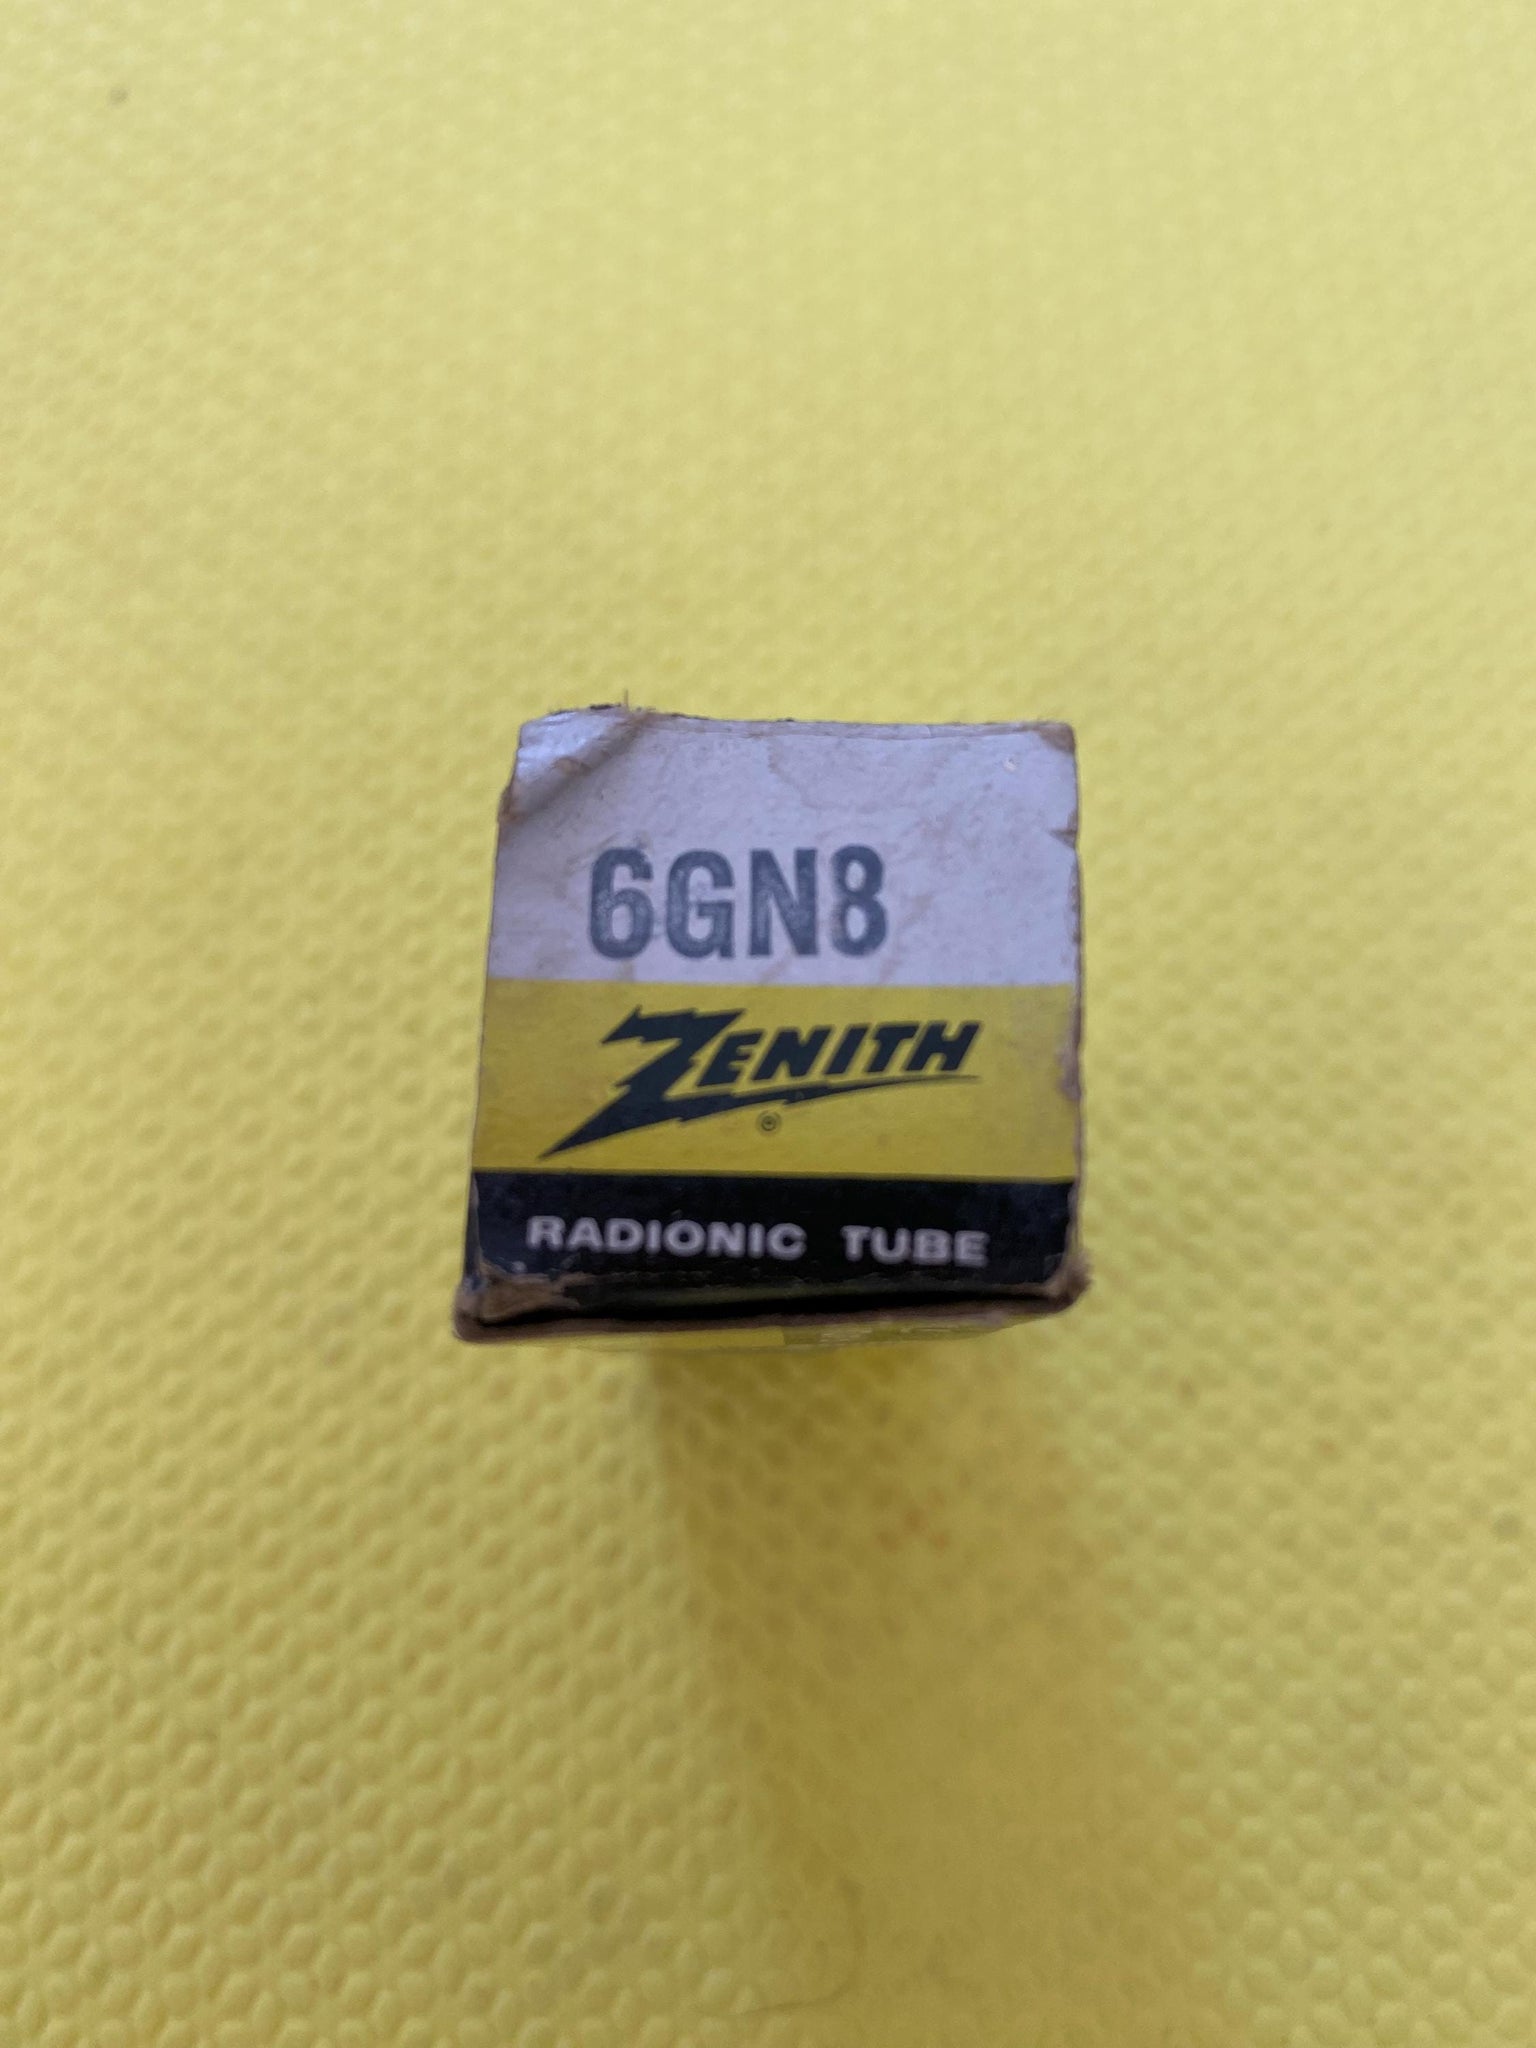 6GN8
ZENITH
®
RADIONIC TUBE